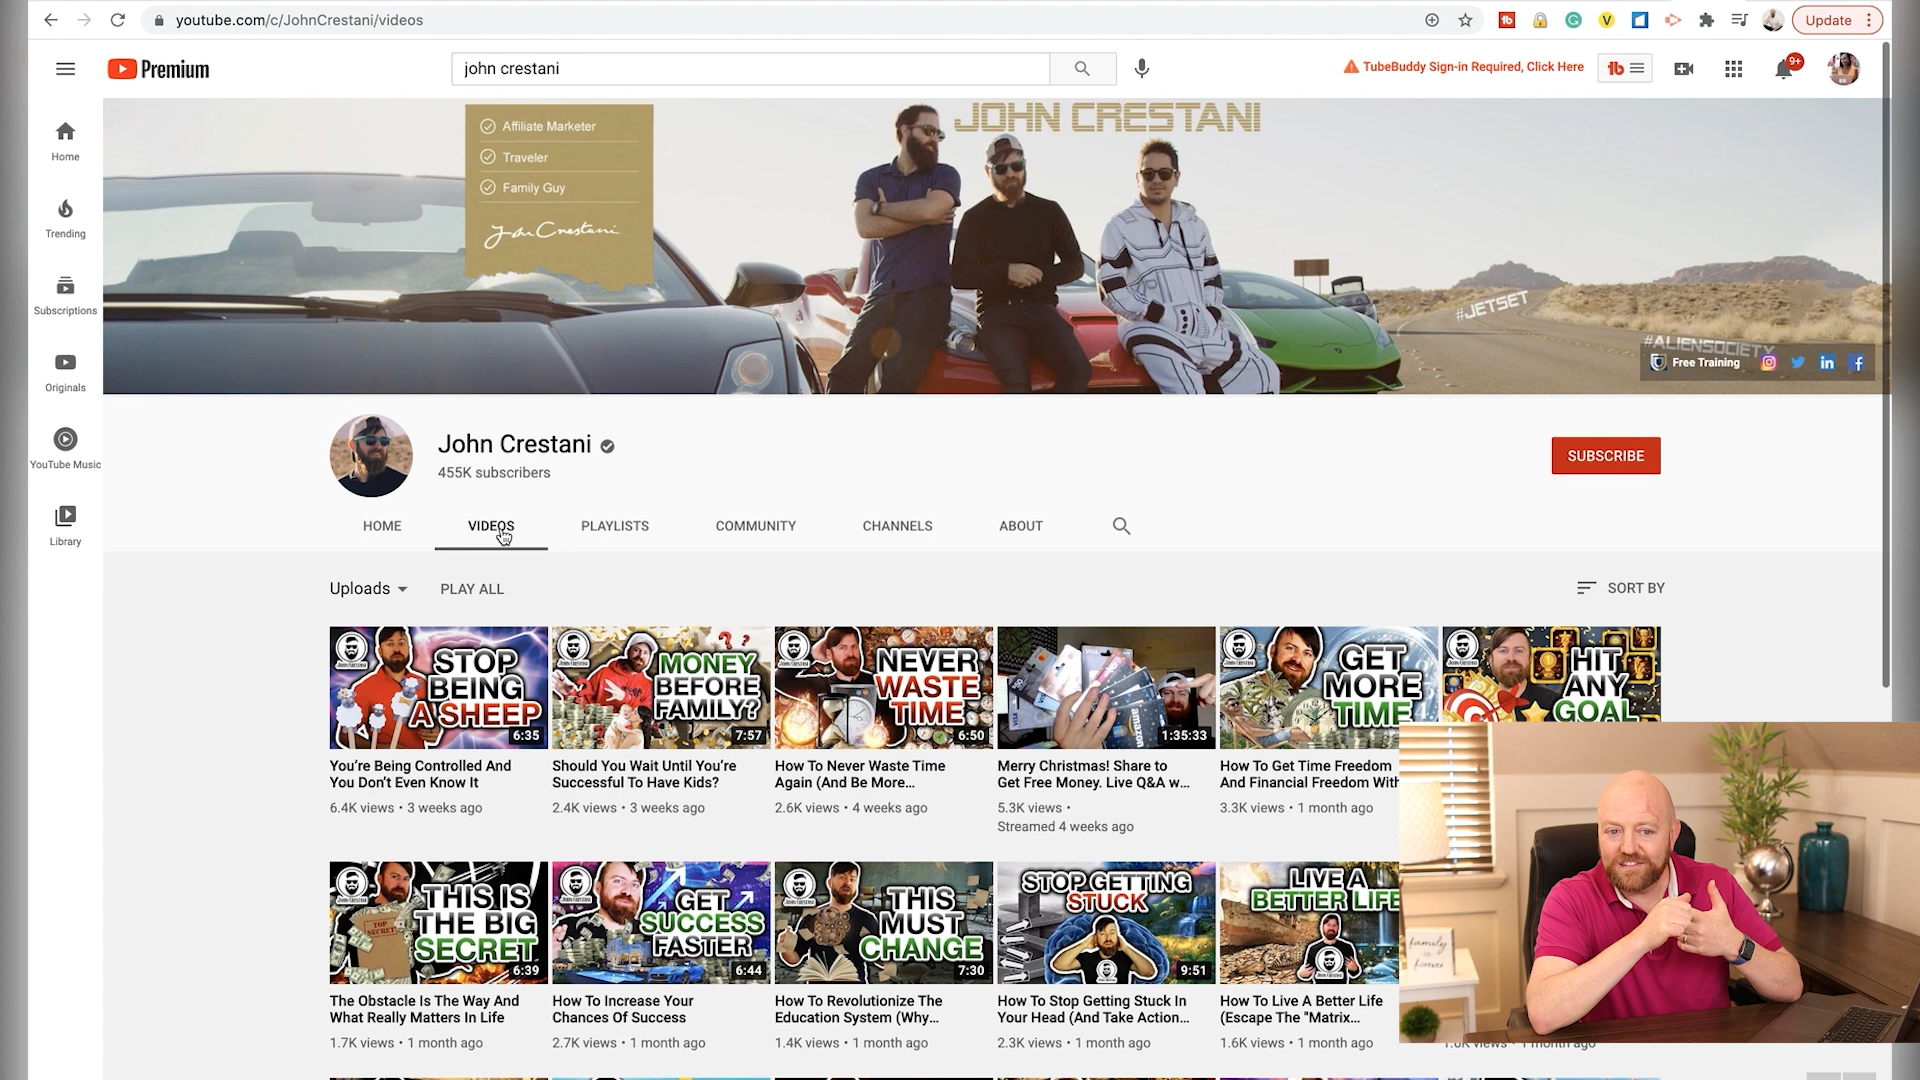 youtube.com/c/JohnCrestani/videos
Update
Premium
john crestani
TubeBuddy Sign-in Required, Click Here
9+
Home
Trending
Subscriptions
Originals
YouTube Music
Library
Affiliate Marketer
Traveler
Family Guy
John Crestani
JOHN CRESTANI
#JETSET
#ALIENSOCIETY
Free Training
John Crestani
455K subscribers
SUBSCRIBE
HOME
VIDEOS
PLAYLISTS
COMMUNITY
CHANNELS
ABOUT
Uploads
PLAY ALL
SORT BY
STOP
BEING
A SHEEP
6:35
MONEY
BEFORE
FAMILY?
7:57
NEVER
WASTE
TIME
6:50
amazon
1:35:33
GET
MORE
TIME
HIT
ANY
GOAL
You're Being Controlled And
You Don't Even Know It
6.4K views • 3 weeks ago
Should You Wait Until You're
Successful To Have Kids?
2.4K views • 3 weeks ago
How To Never Waste Time
Again (And Be More...
2.6K views • 4 weeks ago
Merry Christmas! Share to
Get Free Money. Live Q&A w...
5.3K views •
Streamed 4 weeks ago
How To Get Time Freedom
And Financial Freedom With
3.3K views • 1 month ago
TOP
SECRET
THIS IS
THE BIG
SECRET
6:39
GET
SUCCESS
FASTER
6:44
THIS
MUST
CHANGE
7:30
STOP GETTING
STUCK
9:51
LIVE A
BETTER LIFE
The Obstacle Is The Way And
What Really Matters In Life
1.7K views • 1 month ago
How To Increase Your
Chances Of Success
2.7K views • 1 month ago
How To Revolutionize The
Education System (Why...
1.4K views • 1 month ago
How To Stop Getting Stuck In
Your Head (And Take Action...
2.3K views • 1 month ago
How To Live A Better Life
(Escape The "Matrix...
1.6K views • 1 month ago
family
forever